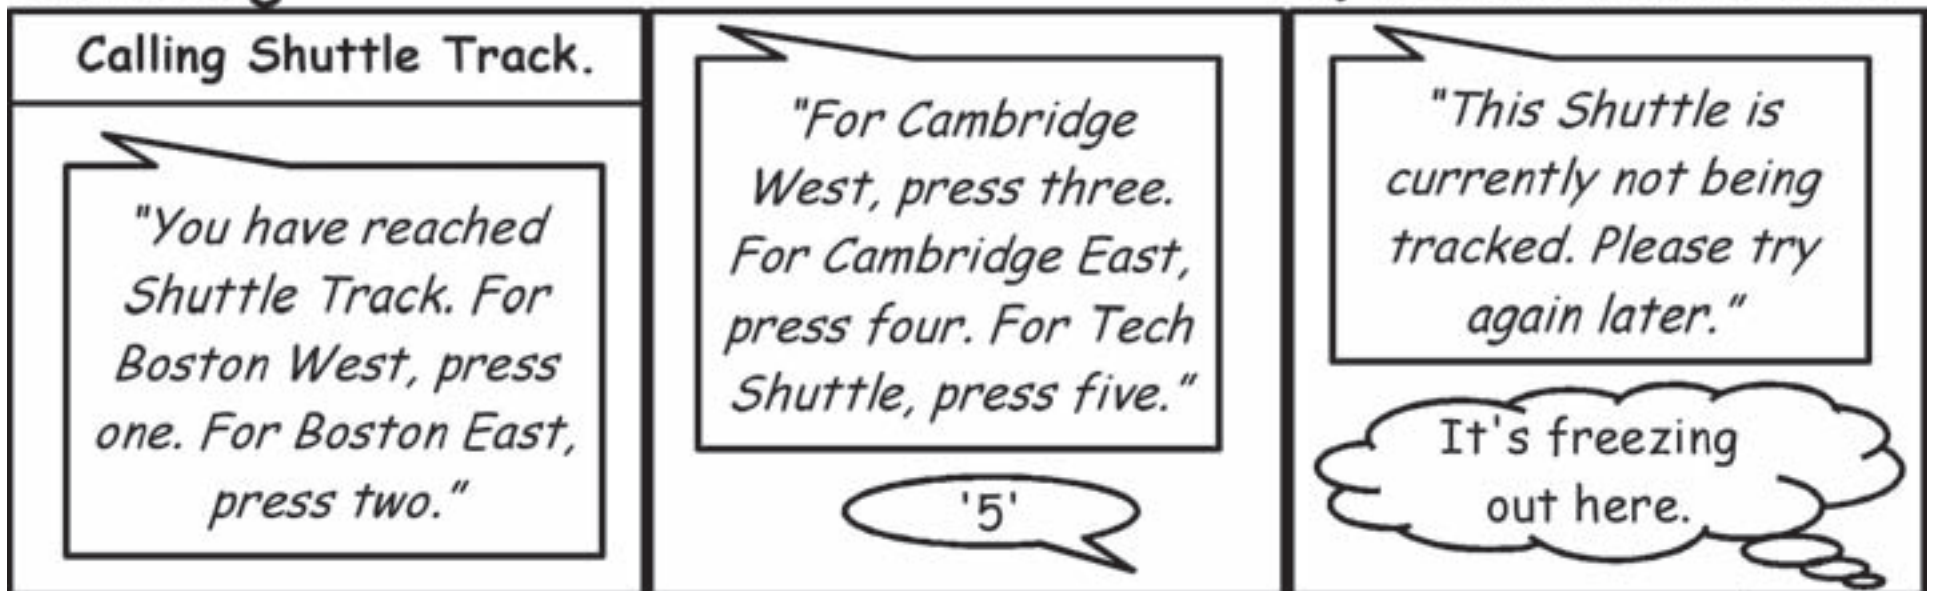 Calling Shuttle Track.
"You have reached
Shuttle Track. For
Boston West, press
one. For Boston East,
press two."
"For Cambridge
West, press three.
For Cambridge East,
press four. For Tech
Shuttle, press five."
'5'
"This Shuttle is
currently not being
tracked. Please try
again later."
It's freezing
out here.